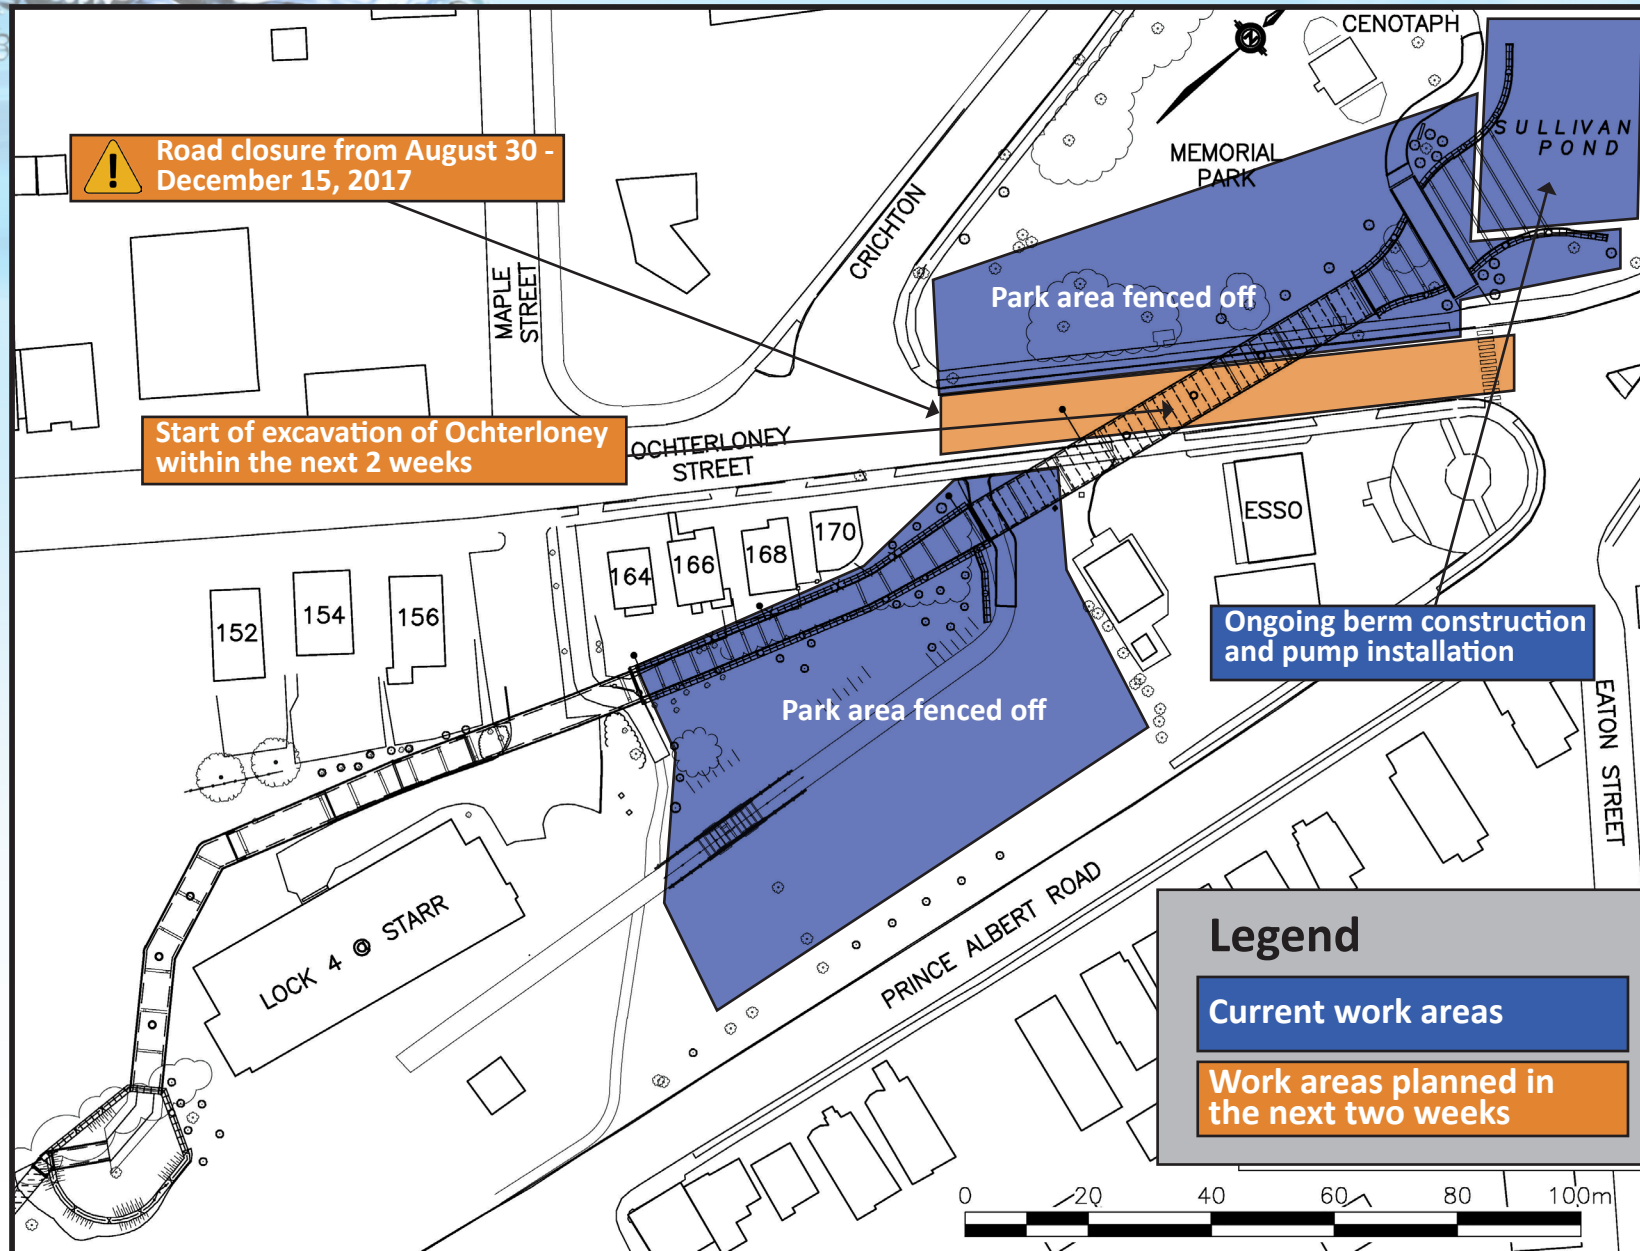 CENOTAPH
N
SULLIVAN
POND
! Road closure from August 30 -
December 15, 2017
MEMORIAL
PARK
CRICHTON
MAPLE
STREET
Park area fenced off
Start of excavation of Ochterloney
within the next 2 weeks
OCHTERLONEY
STREET
ESSO
170
168
166
164
156
154
152
Ongoing berm construction
and pump installation
Park area fenced off
EATON STREET
LOCK 4 @ STARR
PRINCE ALBERT ROAD
Legend
Current work areas
Work areas planned in
the next two weeks
0 20 40 60 80 100m